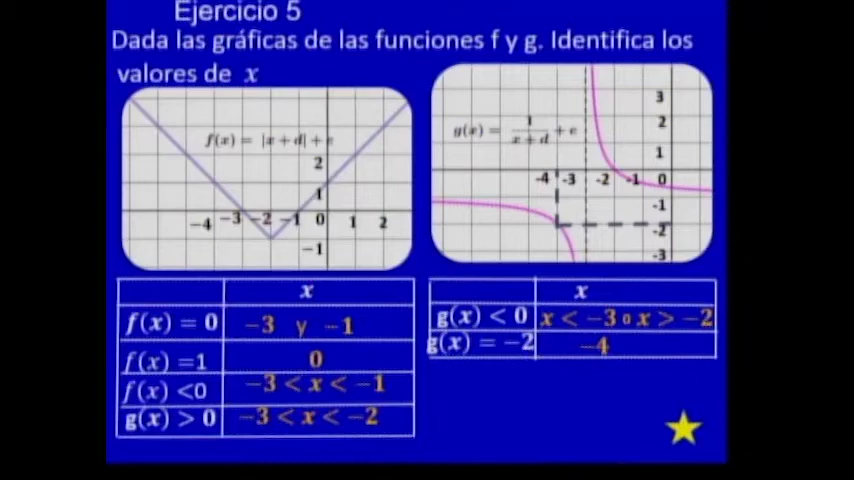 Ejercicio 5
Dada las gráficas de las funciones f y g. Identifica los
valores de x
f(x) = |x + d| + e
2
1
-4 -3 -2 -1 0 1 2
-1
g(x) = 1/(x + d) + e
3
2
1
-4 -3 -2 -1 0
-1
-2
-3
x
f(x) = 0 -3 y -1
f(x) =1 0
f(x) <0 -3 < x < -1
g(x) > 0 -3 < x < -2
x
g(x) < 0 x < -3 o x > -2
g(x) = -2 -4